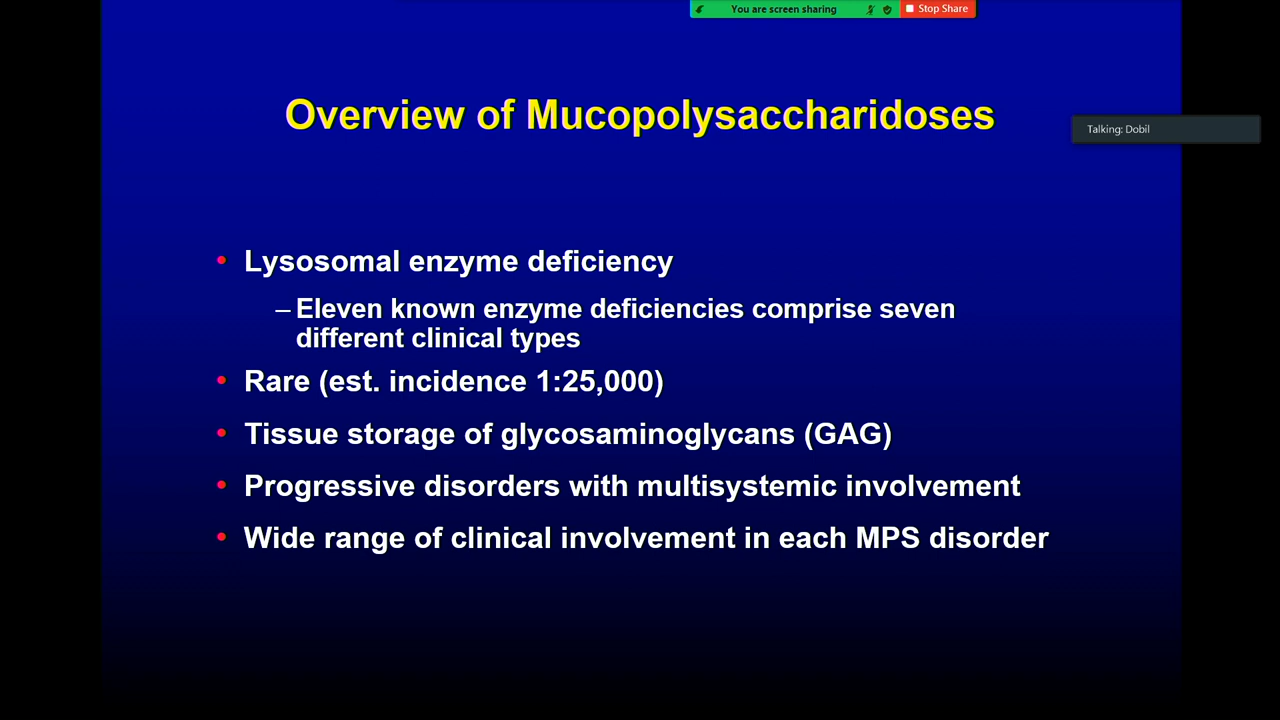 You are screen sharing
Stop Share
Overview of Mucopolysaccharidoses
Talking: Dobil
• Lysosomal enzyme deficiency
– Eleven known enzyme deficiencies comprise seven
different clinical types
• Rare (est. incidence 1:25,000)
• Tissue storage of glycosaminoglycans (GAG)
• Progressive disorders with multisystemic involvement
• Wide range of clinical involvement in each MPS disorder